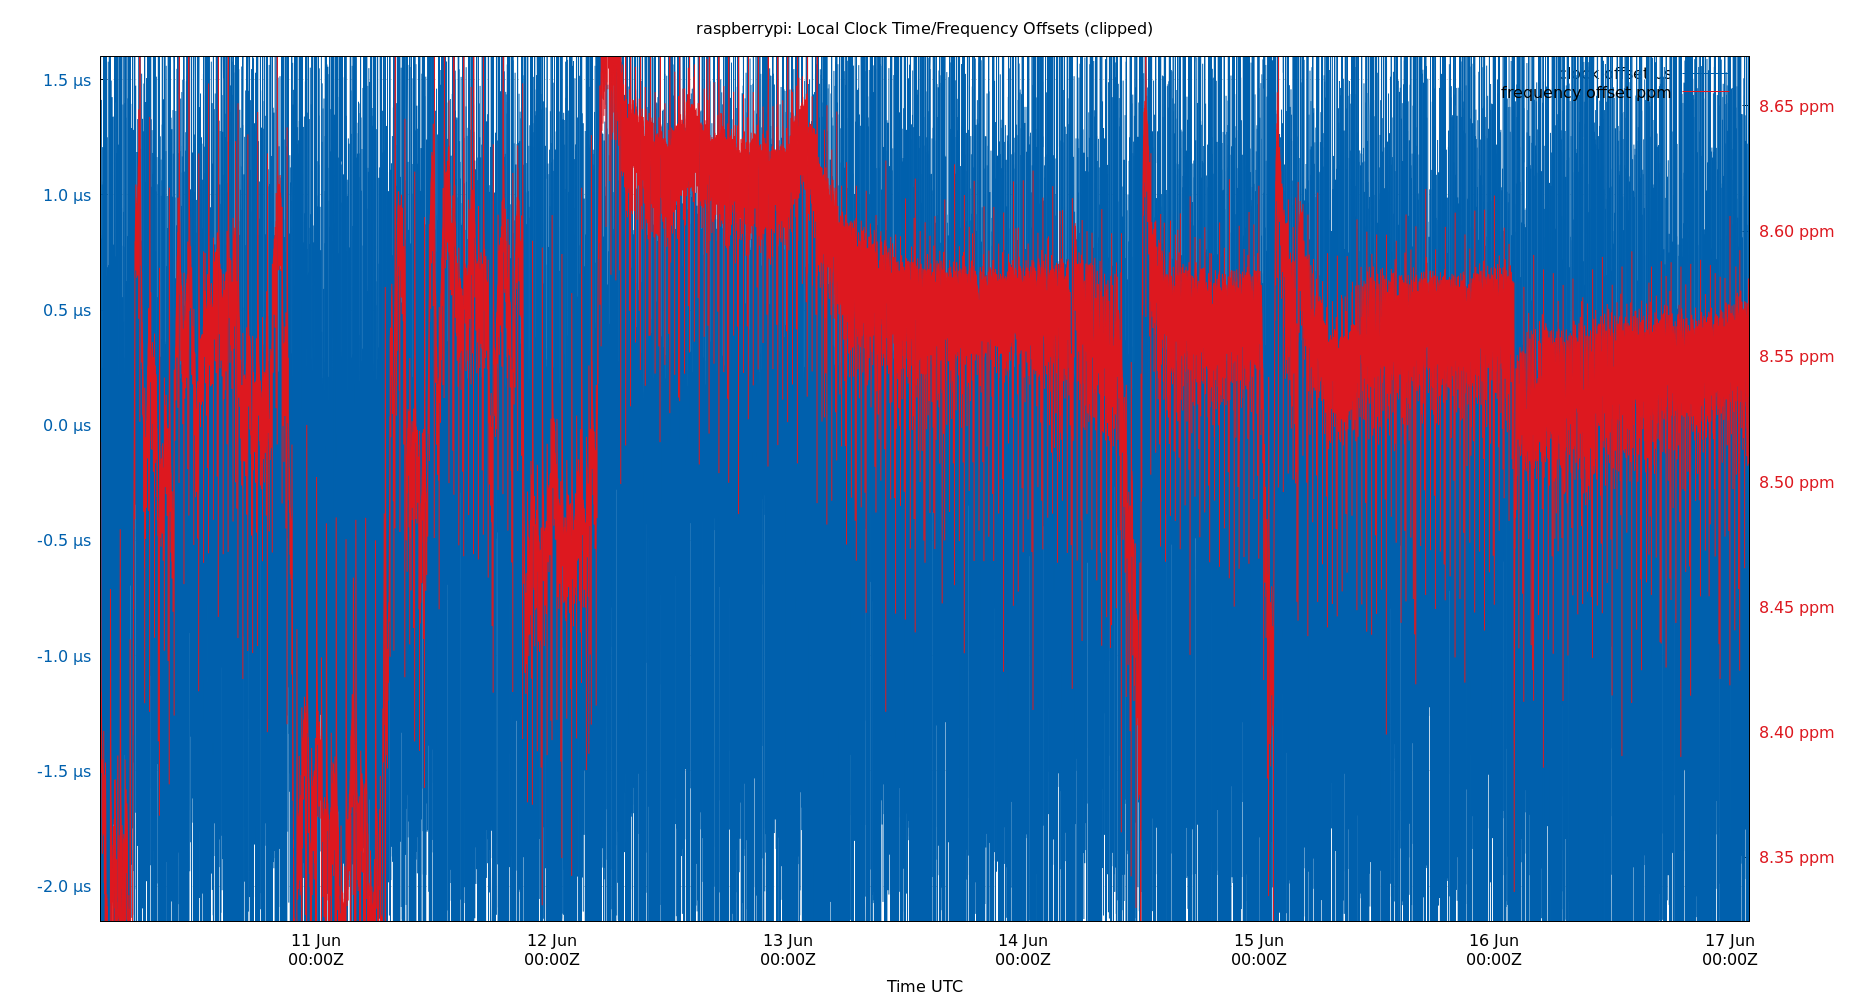 raspberrypi: Local Clock Time/Frequency Offsets (clipped)
clock offset us
frequency offset ppm
1.5 µs
1.0 µs
0.5 µs
0.0 µs
-0.5 µs
-1.0 µs
-1.5 µs
-2.0 µs
8.65 ppm
8.60 ppm
8.55 ppm
8.50 ppm
8.45 ppm
8.40 ppm
8.35 ppm
11 Jun 12 Jun 13 Jun 14 Jun 15 Jun 16 Jun 17 Jun
00:00Z 00:00Z 00:00Z 00:00Z 00:00Z 00:00Z 00:00Z
Time UTC